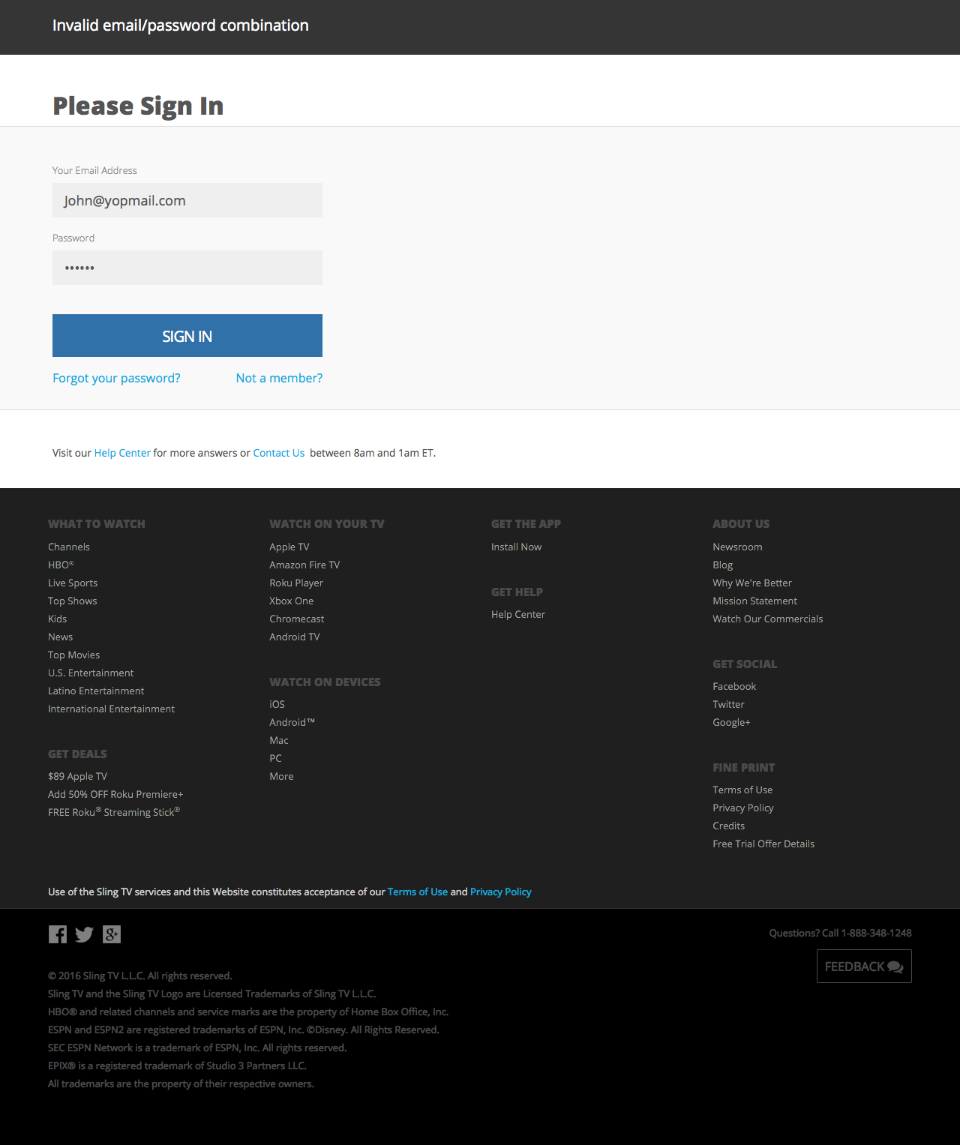 Invalid email/password combination
Please Sign In
Your Email Address
John@yopmail.com
Password
••••••
SIGN IN
Forgot your password? Not a member?
Visit our Help Center for more answers or Contact Us between 8am and 1am ET.
WHAT TO WATCH
Channels
HBO®
Live Sports
Top Shows
Kids
News
Top Movies
U.S. Entertainment
Latino Entertainment
International Entertainment
GET DEALS
$89 Apple TV
Add 50% OFF Roku Premiere+
FREE Roku® Streaming Stick®
WATCH ON YOUR TV
Apple TV
Amazon Fire TV
Roku Player
Xbox One
Chromecast
Android TV
WATCH ON DEVICES
iOS
Android™
Mac
PC
More
GET THE APP
Install Now
GET HELP
Help Center
ABOUT US
Newsroom
Blog
Why We're Better
Mission Statement
Watch Our Commercials
GET SOCIAL
Facebook
Twitter
Google+
FINE PRINT
Terms of Use
Privacy Policy
Credits
Free Trial Offer Details
Use of the Sling TV services and this Website constitutes acceptance of our Terms of Use and Privacy Policy
Questions? Call 1-888-348-1248
FEEDBACK
© 2016 Sling TV L.L.C. All rights reserved.
Sling TV and the Sling TV Logo are Licensed Trademarks of Sling TV L.L.C.
HBO® and related channels and service marks are the property of Home Box Office, Inc.
ESPN and ESPN2 are registered trademarks of ESPN, Inc. ©Disney. All Rights Reserved.
SEC ESPN Network is a trademark of ESPN, Inc. All rights reserved.
EPIX® is a registered trademark of Studio 3 Partners LLC.
All trademarks are the property of their respective owners.